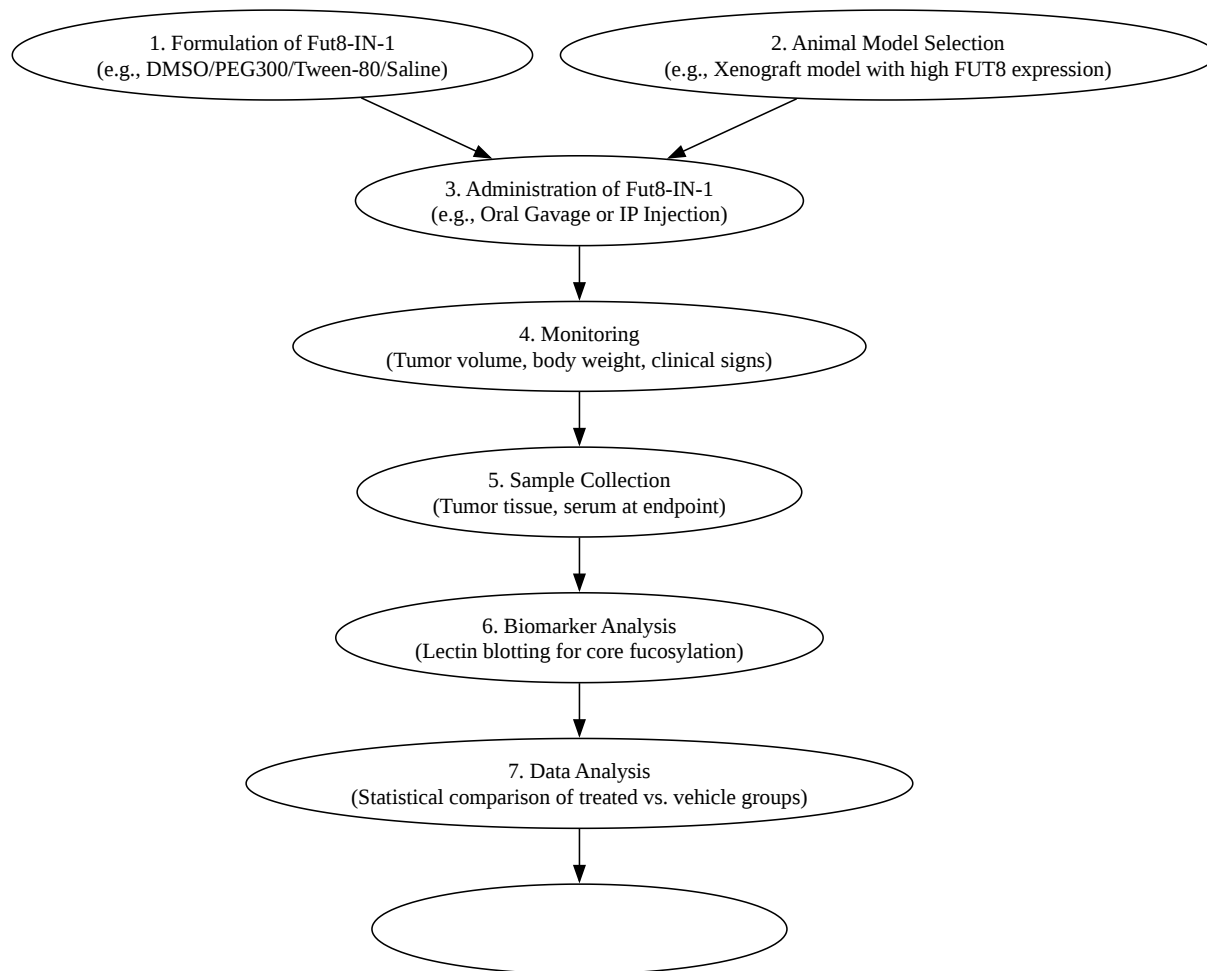 1. Formulation of Fut8-IN-1
(e.g., DMSO/PEG300/Tween-80/Saline)
2. Animal Model Selection
(e.g., Xenograft model with high FUT8 expression)
3. Administration of Fut8-IN-1
(e.g., Oral Gavage or IP Injection)
4. Monitoring
(Tumor volume, body weight, clinical signs)
5. Sample Collection
(Tumor tissue, serum at endpoint)
6. Biomarker Analysis
(Lectin blotting for core fucosylation)
7. Data Analysis
(Statistical comparison of treated vs. vehicle groups)